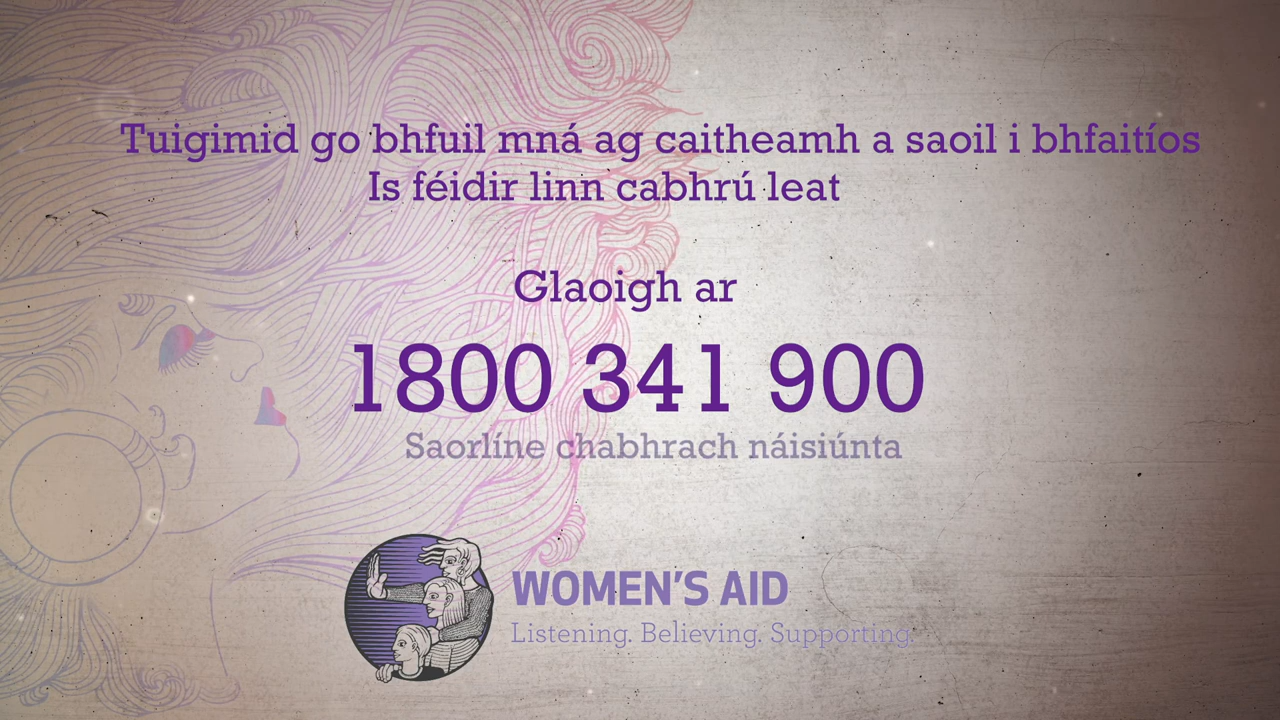 Tuigimid go bhfuil mná ag caitheamh a saoil i bhfaitíos
Is féidir linn cabhrú leat
Glaoigh ar
1800 341 900
Saorlíne chabhrach náisiúnta
WOMEN'S AID
Listening. Believing. Supporting.